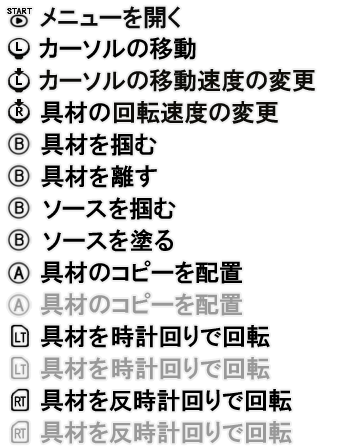 START メニューを開く
L カーソルの移動
L カーソルの移動速度の変更
R 具材の回転速度の変更
B 具材を掴む
B 具材を離す
B ソースを掴む
B ソースを塗る
A 具材のコピーを配置
A 具材のコピーを配置
LT 具材を時計回りで回転
LT 具材を時計回りで回転
RT 具材を反時計回りで回転
RT 具材を反時計回りで回転